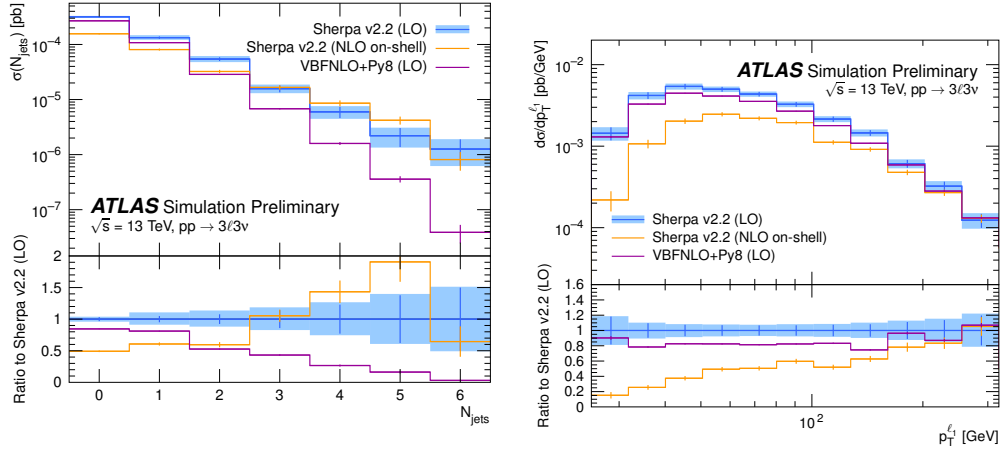 σ(N_jets) [pb]
10⁻⁴
10⁻⁵
10⁻⁶
10⁻⁷
Sherpa v2.2 (LO)
Sherpa v2.2 (NLO on-shell)
VBFNLO+Py8 (LO)
ATLAS Simulation Preliminary
√s = 13 TeV, pp → 3ℓ3ν
Ratio to Sherpa v2.2 (LO)
2
1.5
1
0.5
0
0 1 2 3 4 5 6
N_jets
dσ/dp_T^ℓ₁ [pb/GeV]
10⁻²
10⁻³
10⁻⁴
ATLAS Simulation Preliminary
√s = 13 TeV, pp → 3ℓ3ν
Sherpa v2.2 (LO)
Sherpa v2.2 (NLO on-shell)
VBFNLO+Py8 (LO)
Ratio to Sherpa v2.2 (LO)
1.6
1.4
1.2
1.0
0.8
0.6
0.4
0.2
0
10²
p_T^ℓ₁ [GeV]